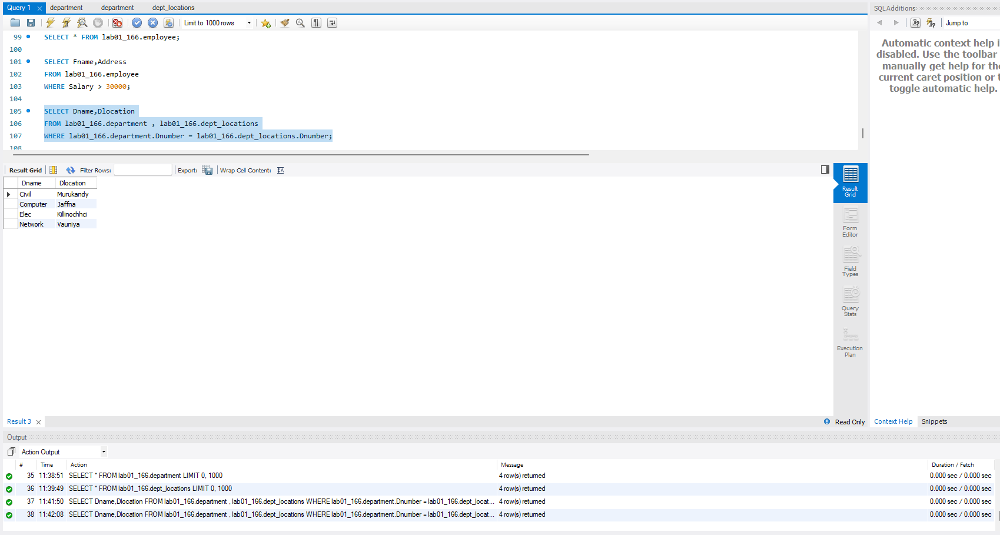 Query 1 department department dept_locations
Limit to 1000 rows
99 SELECT * FROM lab01_166.employee;
100
101 SELECT Fname,Address
102 FROM lab01_166.employee
103 WHERE Salary > 30000;
104
105 SELECT Dname,Dlocation
106 FROM lab01_166.department , lab01_166.dept_locations
107 WHERE lab01_166.department.Dnumber = lab01_166.dept_locations.Dnumber;
108
Result Grid Filter Rows: Export: Wrap Cell Content:
Dname Dlocation
Civil Murukandy
Computer Jaffna
Elec Killinochhci
Network Vauniya
Result
Grid
Form
Editor
Field
Types
Query
Stats
Execution
Plan
Result 3 Read Only
SQLAdditions
Jump to
Automatic context help i
disabled. Use the toolbar
manually get help for the
current caret position or t
toggle automatic help.
Context Help Snippets
Output
Action Output
# Time Action Message Duration / Fetch
35 11:38:51 SELECT * FROM lab01_166.department LIMIT 0, 1000 4 row(s) returned 0.000 sec / 0.000 sec
36 11:39:49 SELECT * FROM lab01_166.dept_locations LIMIT 0, 1000 4 row(s) returned 0.000 sec / 0.000 sec
37 11:41:50 SELECT Dname,Dlocation FROM lab01_166.department , lab01_166.dept_locations WHERE lab01_166.department.Dnumber = lab01_166.dept_locat... 4 row(s) returned 0.000 sec / 0.000 sec
38 11:42:08 SELECT Dname,Dlocation FROM lab01_166.department , lab01_166.dept_locations WHERE lab01_166.department.Dnumber = lab01_166.dept_locat... 4 row(s) returned 0.000 sec / 0.000 sec